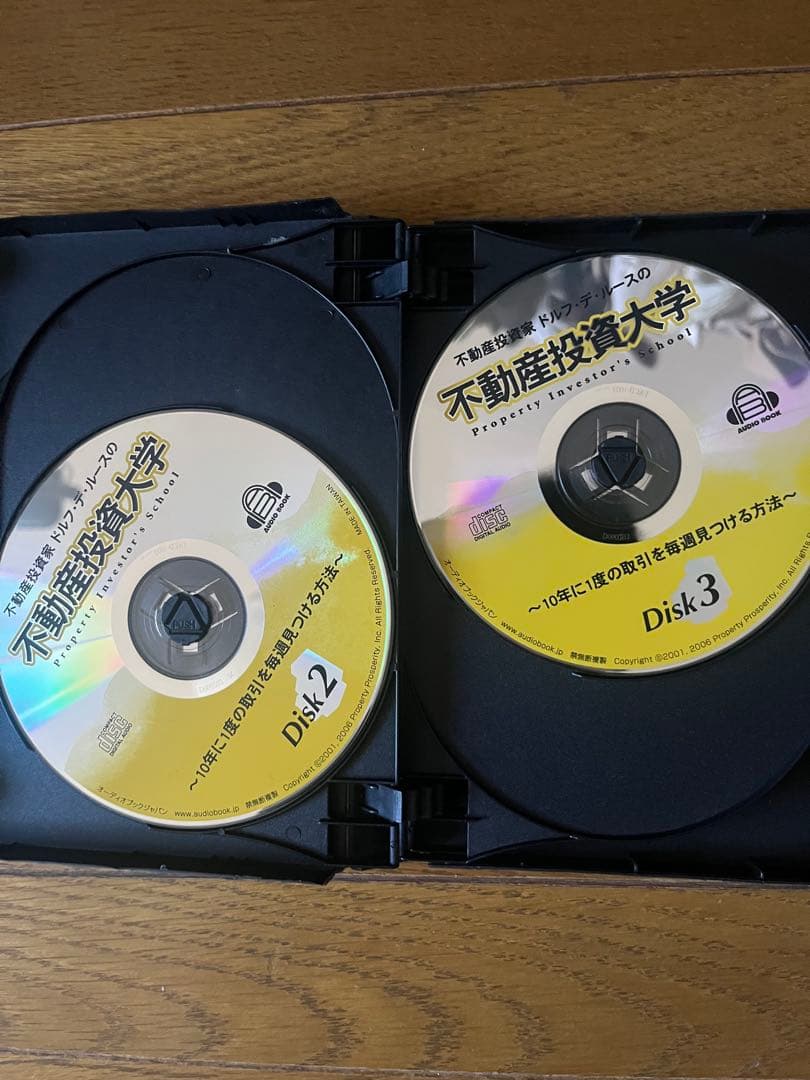 不動産投資家 ドルフ・デ・ルースの
不動産投資大学
Property Investor's School
AUDIO BOOK
MADE IN TAIWAN
PUSH
COMPACT
disc
DIGITAL AUDIO
～10年に1度の取引を毎週見つける方法～
Disk 2
オーディオブックジャパン www.audiobook.jp 禁無断複製 Copyright ©2001, 2006 Property Prosperity, Inc. All Rights Reserved.
不動産投資家 ドルフ・デ・ルースの
不動産投資大学
Property Investor's School
AUDIO BOOK
PUSH
COMPACT
disc
DIGITAL AUDIO
～10年に1度の取引を毎週見つける方法～
Disk 3
オーディオブックジャパン www.audiobook.jp 禁無断複製 Copyright ©2001, 2006 Property Prosperity, Inc. All Rights